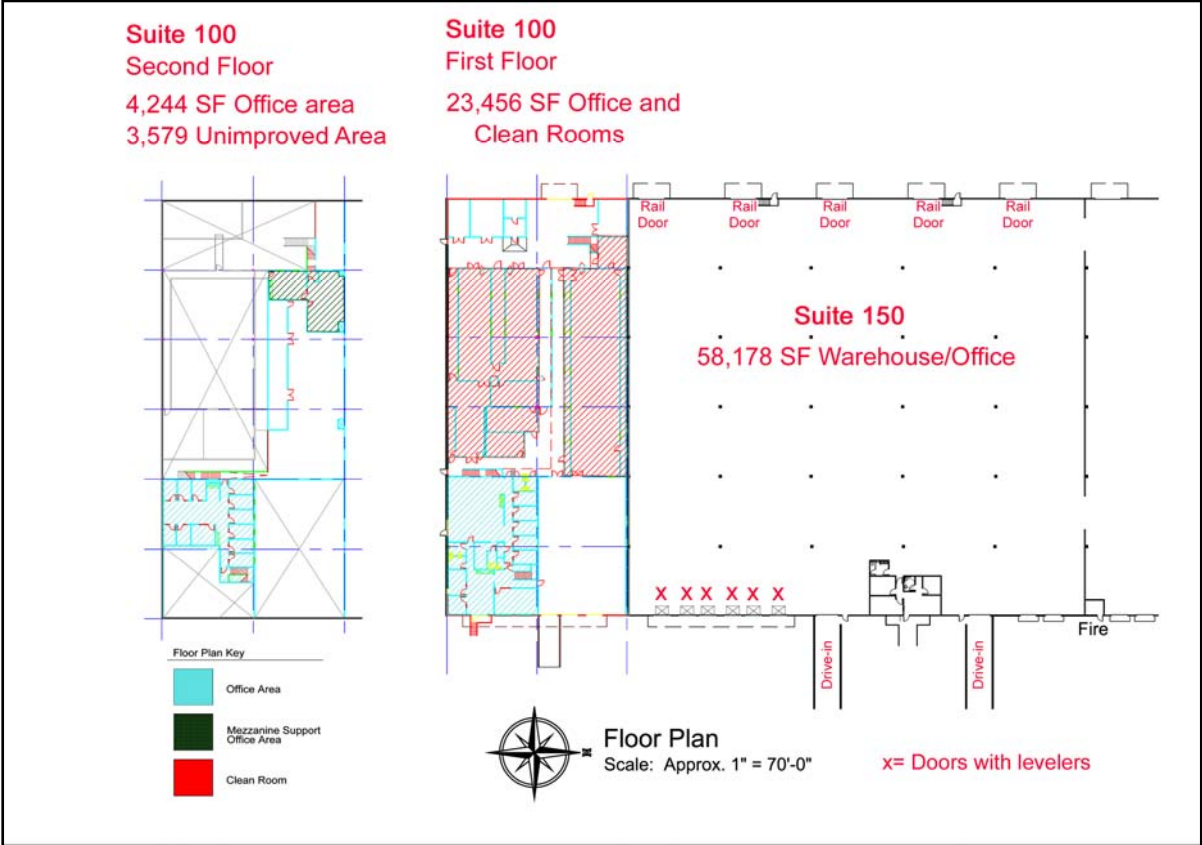 Suite 100
Second Floor
4,244 SF Office area
3,579 Unimproved Area
Suite 100
First Floor
23,456 SF Office and
Clean Rooms
Rail
Door
Rail
Door
Rail
Door
Rail
Door
Rail
Door
Suite 150
58,178 SF Warehouse/Office
X X X X X X
Fire
Drive-in
Drive-in
Floor Plan Key
Office Area
Mezzanine Support
Office Area
Clean Room
N
Floor Plan
Scale: Approx. 1" = 70'-0"
x= Doors with levelers